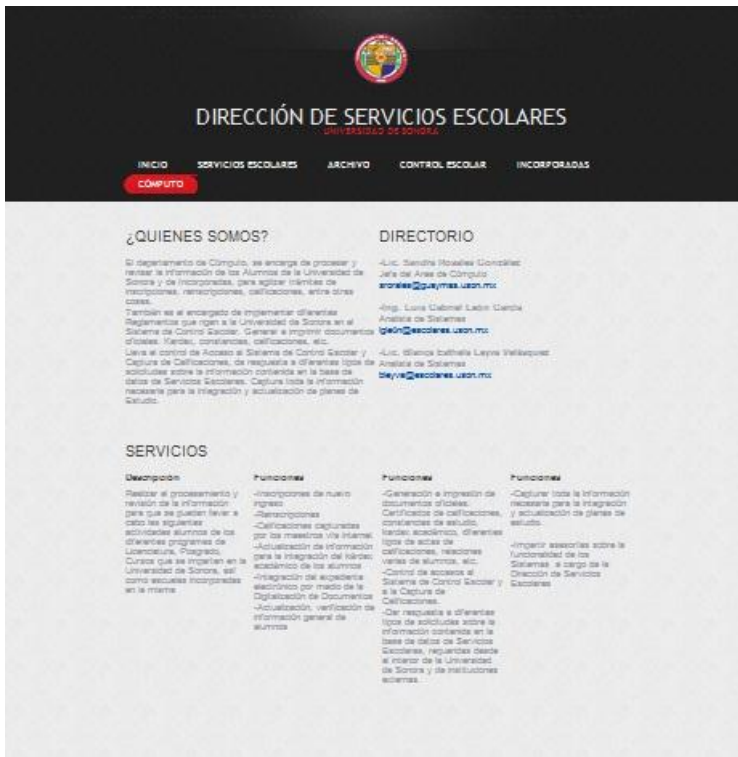 DIRECCIÓN DE SERVICIOS ESCOLARES
UNIVERSIDAD DE SONORA
INICIO SERVICIOS ESCOLARES ARCHIVO CONTROL ESCOLAR INCORPORADAS
CÓMPUTO
¿QUIENES SOMOS?
El departamento de Cómputo, se encarga de procesar y
revisar la información de los Alumnos de la Universidad de
Sonora y de Incorporadas, para agilizar trámites de
inscripciones, reinscripciones, calificaciones, entre otras
cosas.
También es el encargado de implementar diferentes
Reglamentos que rigen a la Universidad de Sonora en el
Sistema de Control Escolar. General e imprimir documentos
oficiales. Kardex, constancias, calificaciones, etc.
Lleva el control de Acceso al Sistema de Control Escolar y
Captura de Calificaciones, da respuesta a diferentes tipos de
solicitudes sobre la información contenida en la base de
datos de Servicios Escolares. Captura toda la información
necesaria para la integración y actualización de planes de
Estudio.
DIRECTORIO
-Lic. Sandra Rosales González
Jefa del Area de Cómputo
srorales@guaymas.uson.mx
-Ing. Luis Gabriel León García
Analista de Sistemas
lgleón@escolares.uson.mx
-Lic. Blanca Leyva Velásquez
Analista de Sistemas
bleyva@escolares.uson.mx
SERVICIOS
Descripción
Realizar el procesamiento y
revisión de la información
para que se puedan llevar a
cabo las siguientes
actividades alumnos de los
diferentes programas de
Licenciatura, Posgrado,
Cursos que se imparten en la
Universidad de Sonora, así
como escuelas incorporadas
en la misma
Funciones
-Inscripciones de nuevo
ingreso
-Reinscripciones
-Calificaciones capturadas
por los maestros vía internet
-Actualización de información
para la integración del kárdex
académico de los alumnos
-Integración del expediente
electrónico por medio de la
Digitalización de Documentos
-Actualización, verificación de
información general de
alumnos
Funciones
-Generación e impresión de
documentos oficiales.
Certificados de calificaciones,
constancias de estudio,
kardex académico, diferentes
tipos de actas de
calificaciones, relaciones
varias de alumnos, etc.
-Control de accesos al
Sistema de Control Escolar y
a la Captura de
Calificaciones.
-Dar respuesta a diferentes
tipos de solicitudes sobre la
información contenida en la
base de datos de Servicios
Escolares, requeridas desde
el interior de la Universidad
de Sonora y de instituciones
externas.
Funciones
-Capturar toda la información
necesaria para la integración
y actualización de planes de
estudio.
-Impartir asesorías sobre la
funcionalidad de los
Sistemas a cargo de la
Dirección de Servicios
Escolares